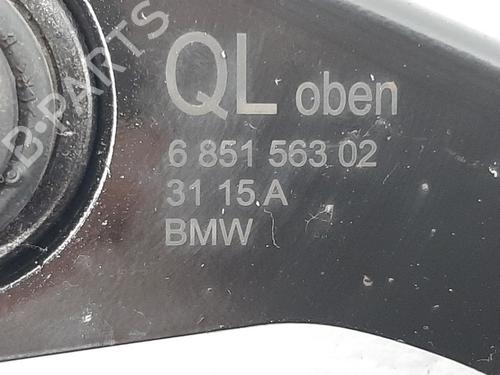 QL oben
6 851 563 02
31 15 A
BMW
B-PARTS